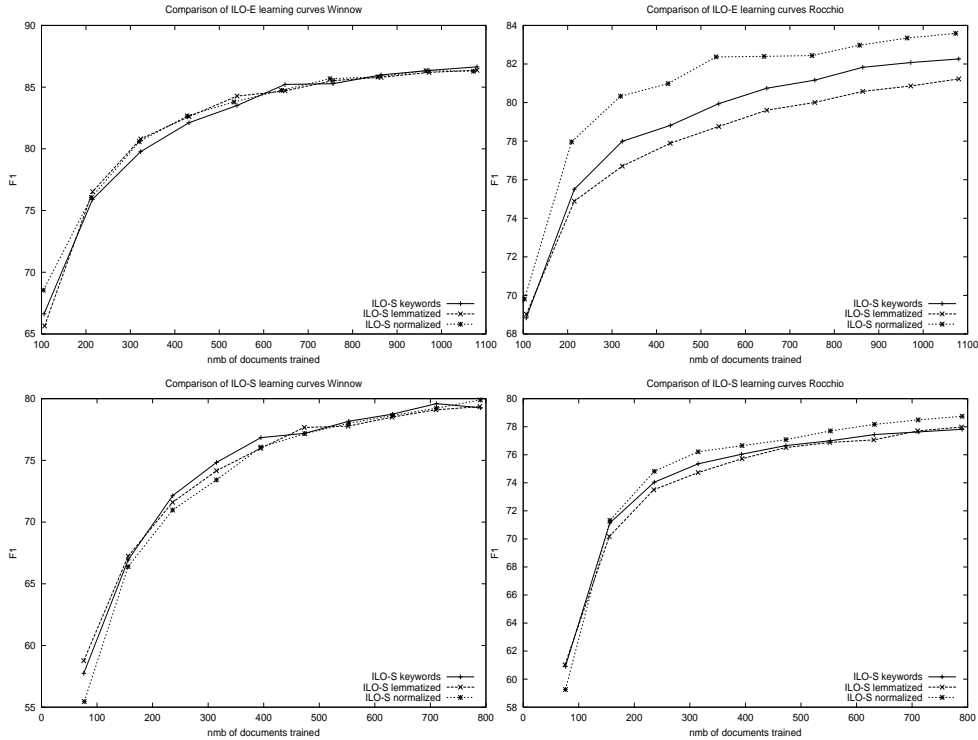 Comparison of ILO-E learning curves Winnow
90
85
80
75
70
65
F1
100 200 300 400 500 600 700 800 900 1000 1100
nmb of documents trained
ILO-S keywords
ILO-S lemmatized
ILO-S normalized
Comparison of ILO-E learning curves Rocchio
84
82
80
78
76
74
72
70
68
F1
100 200 300 400 500 600 700 800 900 1000 1100
nmb of documents trained
ILO-S keywords
ILO-S lemmatized
ILO-S normalized
Comparison of ILO-S learning curves Winnow
80
75
70
65
60
55
F1
0 100 200 300 400 500 600 700 800
nmb of documents trained
ILO-S keywords
ILO-S lemmatized
ILO-S normalized
Comparison of ILO-S learning curves Rocchio
80
78
76
74
72
70
68
66
64
62
60
58
F1
0 100 200 300 400 500 600 700 800
nmb of documents trained
ILO-S keywords
ILO-S lemmatized
ILO-S normalized